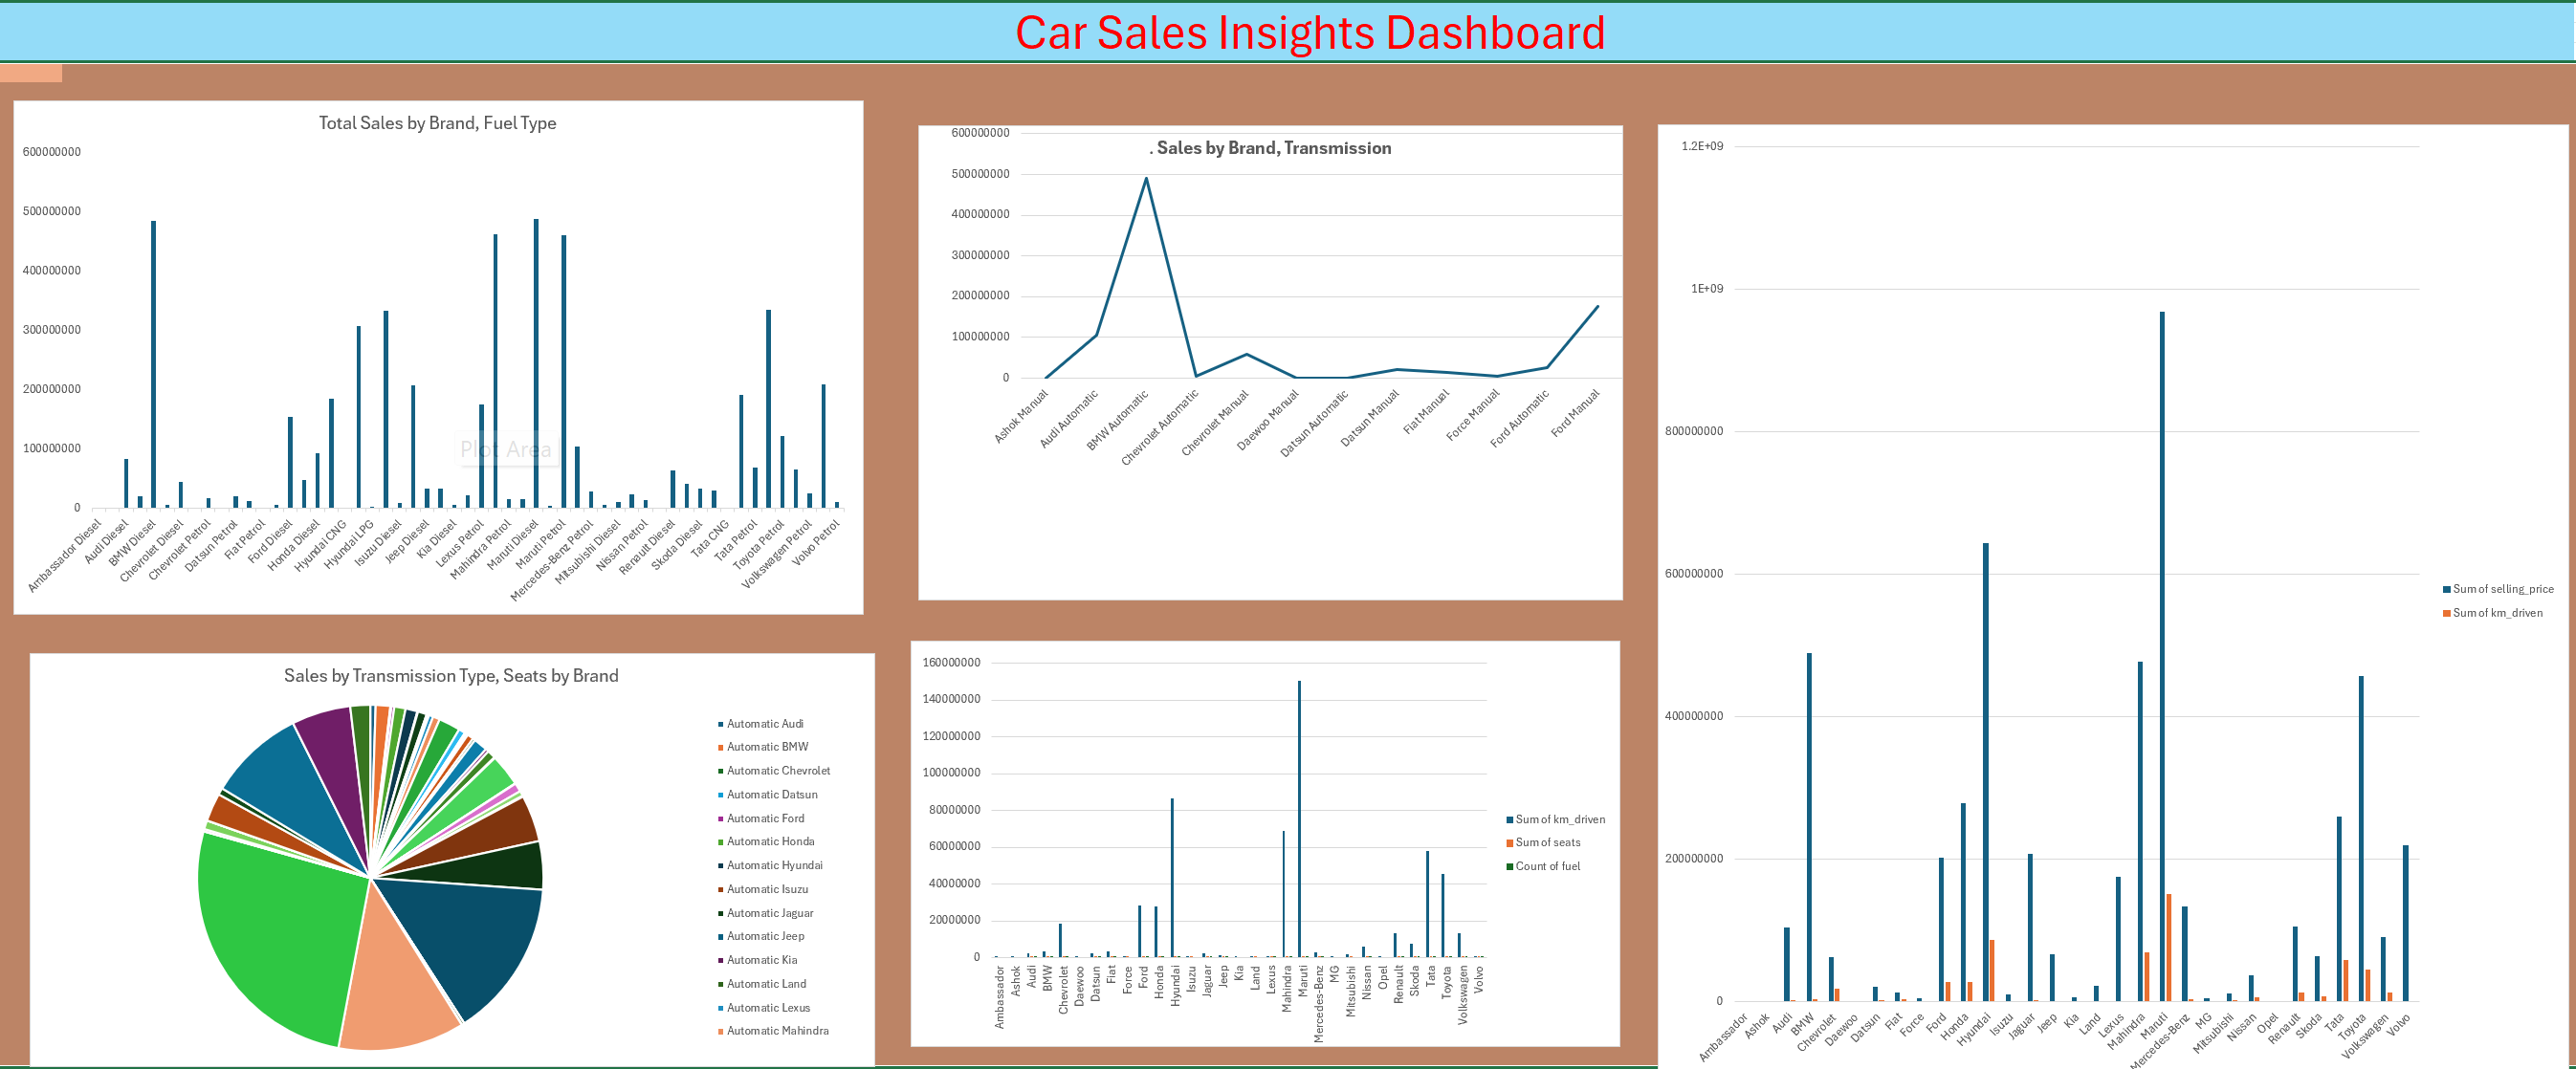 Car Sales Insights Dashboard
Total Sales by Brand, Fuel Type
600000000
500000000
400000000
300000000
200000000
100000000
0
Plot Area
Ambassador Diesel
Audi Diesel
BMW Diesel
Chevrolet Diesel
Chevrolet Petrol
Datsun Petrol
Fiat Petrol
Ford Diesel
Honda Diesel
Hyundai CNG
Hyundai LPG
Isuzu Diesel
Jeep Diesel
Kia Diesel
Lexus Petrol
Mahindra Petrol
Maruti Diesel
Maruti Petrol
Mercedes-Benz Petrol
Mitsubishi Diesel
Nissan Petrol
Renault Diesel
Skoda Diesel
Tata CNG
Tata Petrol
Toyota Petrol
Volkswagen Petrol
Volvo Petrol
. Sales by Brand, Transmission
600000000
500000000
400000000
300000000
200000000
100000000
0
Ashok Manual
Audi Automatic
BMW Automatic
Chevrolet Automatic
Chevrolet Manual
Daewoo Manual
Datsun Automatic
Datsun Manual
Fiat Manual
Force Manual
Ford Automatic
Ford Manual
1.2E+09
1E+09
800000000
600000000
400000000
200000000
0
Ambassador
Ashok
Audi
BMW
Chevrolet
Daewoo
Datsun
Fiat
Force
Ford
Honda
Hyundai
Isuzu
Jaguar
Jeep
Kia
Land
Lexus
Mahindra
Maruti
Mercedes-Benz
MG
Mitsubishi
Nissan
Opel
Renault
Skoda
Tata
Toyota
Volkswagen
Volvo
Sum of selling_price
Sum of km_driven
Sales by Transmission Type, Seats by Brand
Automatic Audi
Automatic BMW
Automatic Chevrolet
Automatic Datsun
Automatic Ford
Automatic Honda
Automatic Hyundai
Automatic Isuzu
Automatic Jaguar
Automatic Jeep
Automatic Kia
Automatic Land
Automatic Lexus
Automatic Mahindra
160000000
140000000
120000000
100000000
80000000
60000000
40000000
20000000
0
Ambassador
Ashok
Audi
BMW
Chevrolet
Daewoo
Datsun
Fiat
Force
Ford
Honda
Hyundai
Isuzu
Jaguar
Jeep
Kia
Land
Lexus
Mahindra
Maruti
Mercedes-Benz
MG
Mitsubishi
Nissan
Opel
Renault
Skoda
Tata
Toyota
Volkswagen
Volvo
Sum of km_driven
Sum of seats
Count of fuel